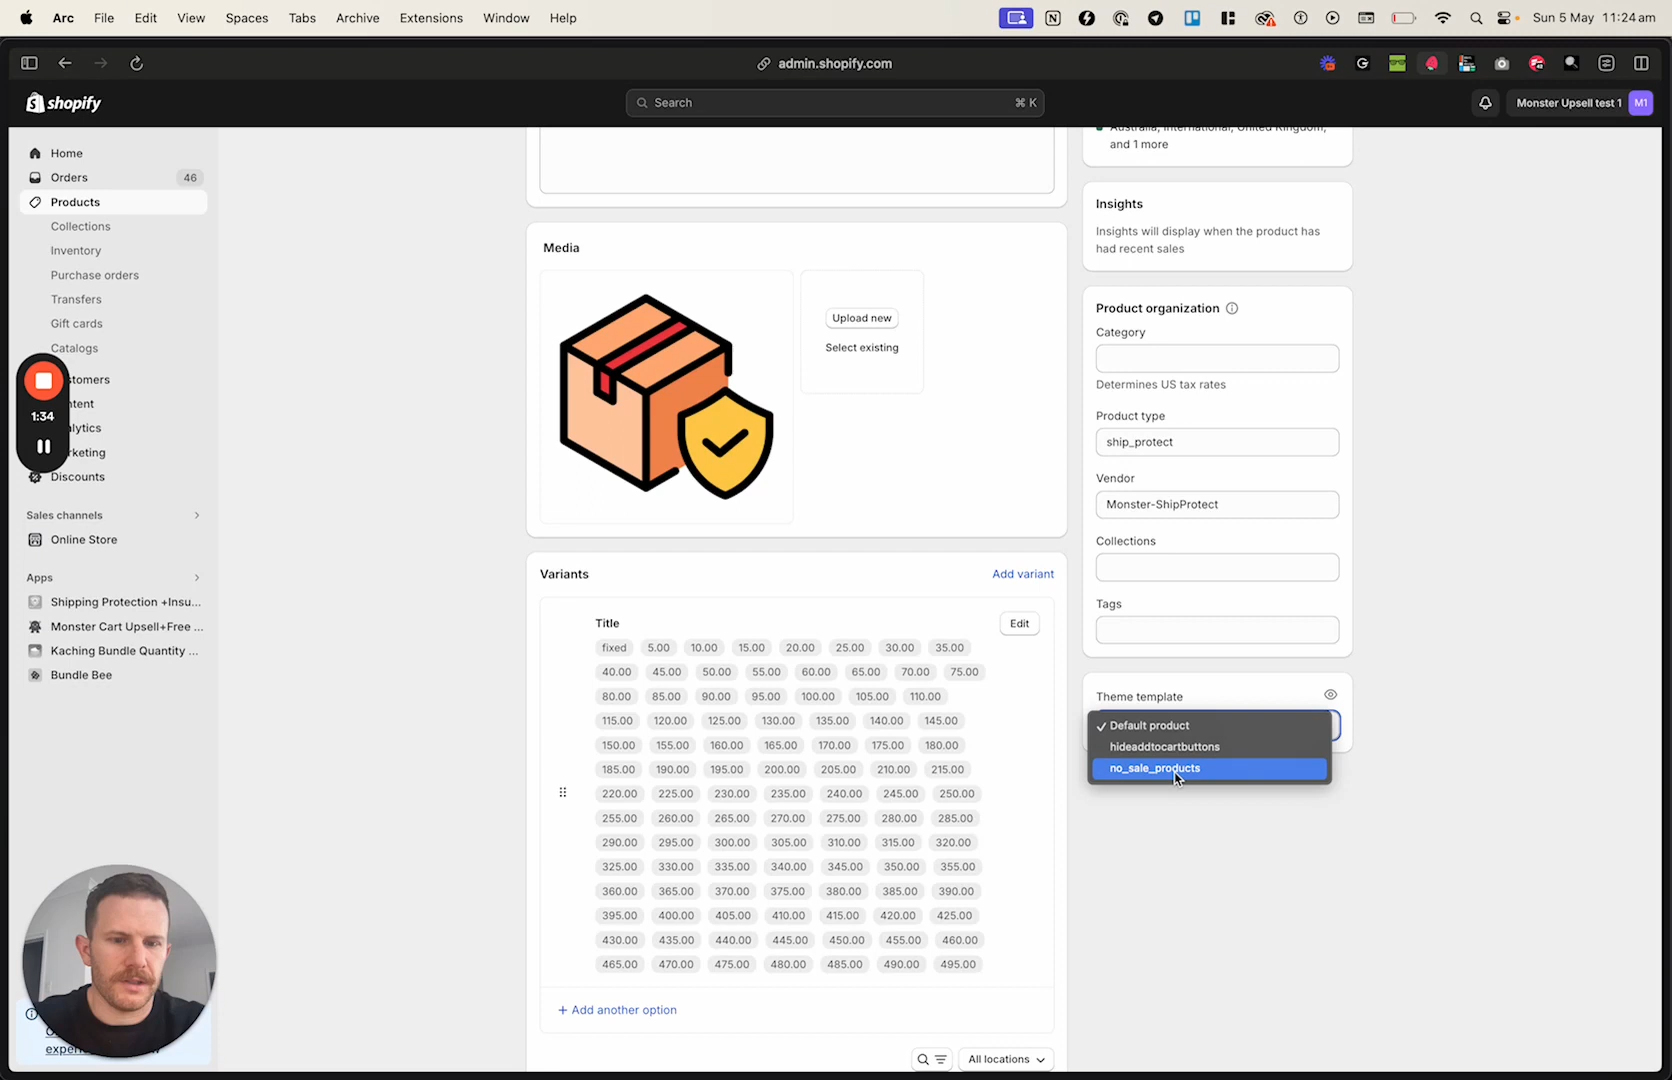 Arc File Edit View Spaces Tabs Archive Extensions Window Help Sun 5 May 11:24 am
admin.shopify.com
shopify Search ⌘ K Monster Upsell test 1 M1
Home
Orders 46
Products
Collections
Inventory
Purchase orders
Transfers
Gift cards
Catalogs
stomers
ntent
alytics
rketing
Discounts
1:34
Sales channels
Online Store
Apps
Shipping Protection +Insu...
Monster Cart Upsell+Free ...
Kaching Bundle Quantity ...
Bundle Bee
Media
Upload new
Select existing
Variants Add variant
Title Edit
fixed 5.00 10.00 15.00 20.00 25.00 30.00 35.00
40.00 45.00 50.00 55.00 60.00 65.00 70.00 75.00
80.00 85.00 90.00 95.00 100.00 105.00 110.00
115.00 120.00 125.00 130.00 135.00 140.00 145.00
150.00 155.00 160.00 165.00 170.00 175.00 180.00
185.00 190.00 195.00 200.00 205.00 210.00 215.00
220.00 225.00 230.00 235.00 240.00 245.00 250.00
255.00 260.00 265.00 270.00 275.00 280.00 285.00
290.00 295.00 300.00 305.00 310.00 315.00 320.00
325.00 330.00 335.00 340.00 345.00 350.00 355.00
360.00 365.00 370.00 375.00 380.00 385.00 390.00
395.00 400.00 405.00 410.00 415.00 420.00 425.00
430.00 435.00 440.00 445.00 450.00 455.00 460.00
465.00 470.00 475.00 480.00 485.00 490.00 495.00
+ Add another option
All locations
Australia, International, United Kingdom,
and 1 more
Insights
Insights will display when the product has
had recent sales
Product organization
Category
Determines US tax rates
Product type
ship_protect
Vendor
Monster-ShipProtect
Collections
Tags
Theme template
✓ Default product
hideaddtocartbuttons
no_sale_products